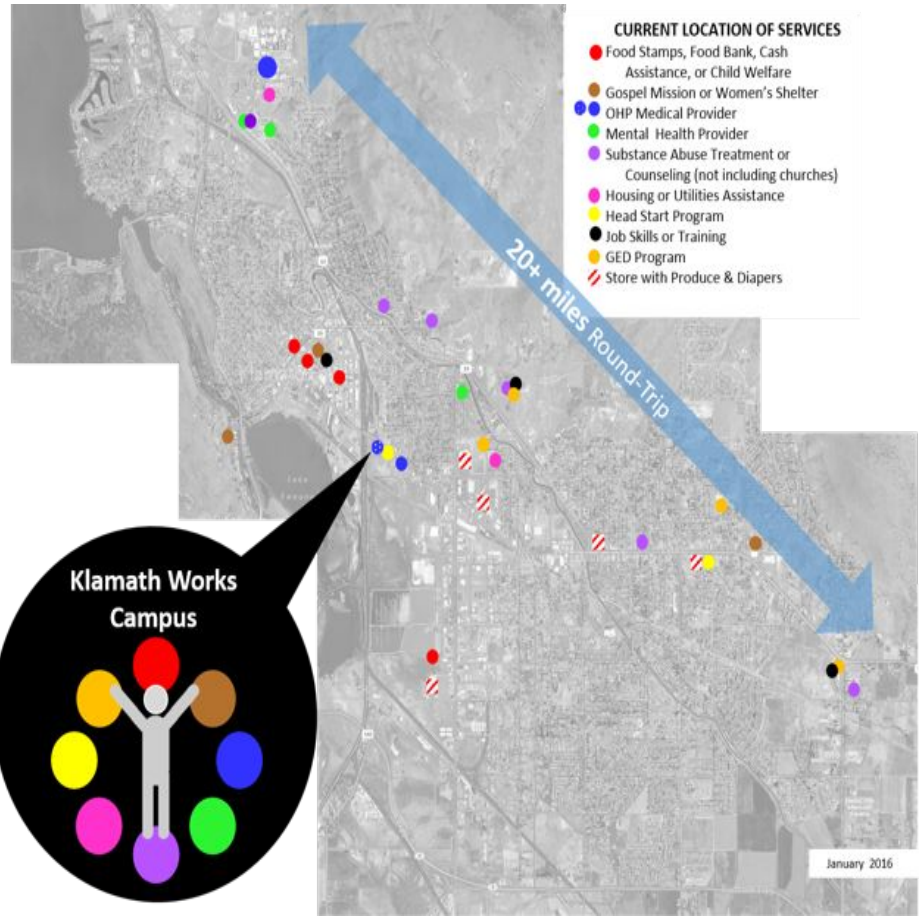 CURRENT LOCATION OF SERVICES
Food Stamps, Food Bank, Cash
Assistance, or Child Welfare
Gospel Mission or Women's Shelter
OHP Medical Provider
Mental Health Provider
Substance Abuse Treatment or
Counseling (not including churches)
Housing or Utilities Assistance
Head Start Program
Job Skills or Training
GED Program
Store with Produce & Diapers
20+ miles Round-Trip
Klamath Works
Campus
January 2016